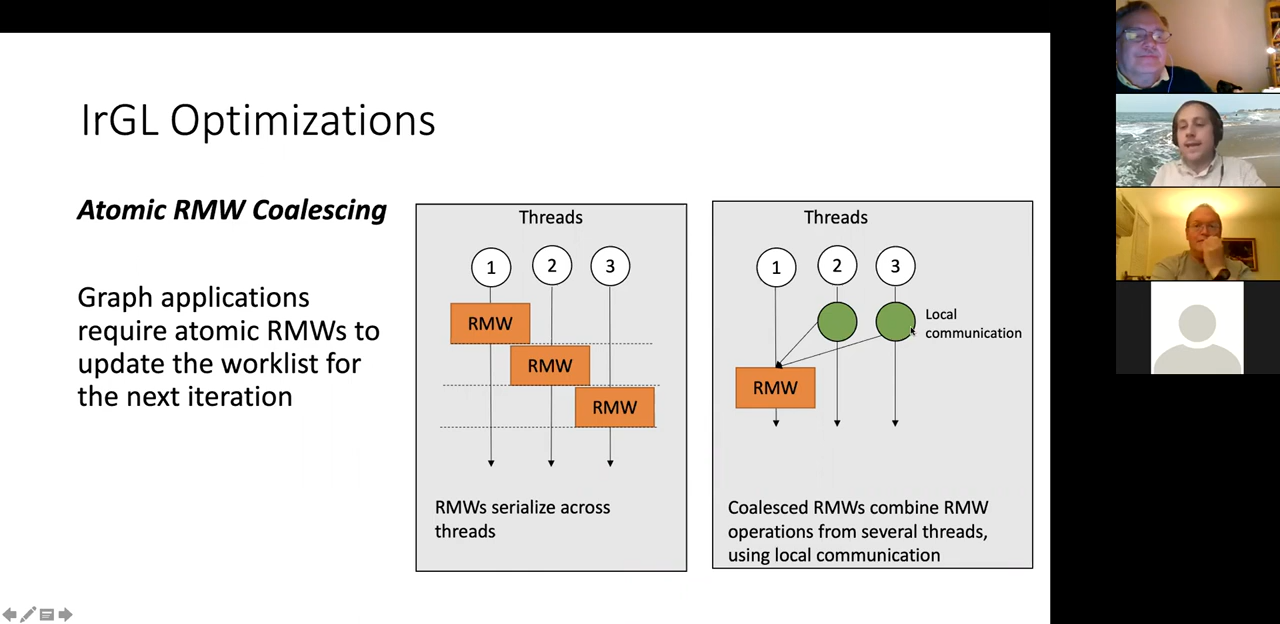 IrGL Optimizations
Atomic RMW Coalescing
Graph applications
require atomic RMWs to
update the worklist for
the next iteration
Threads
1 2 3
RMW
RMW
RMW
RMWs serialize across
threads
Threads
1 2 3
Local
communication
RMW
Coalesced RMWs combine RMW
operations from several threads,
using local communication